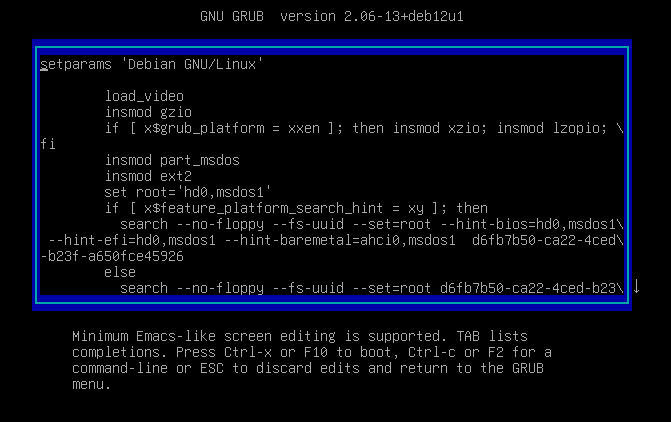 GNU GRUB  version 2.06-13+deb12u1
setparams 'Debian GNU/Linux'
load_video
insmod gzio
if [ x$grub_platform = xxen ]; then insmod xzio; insmod lzopio; \
fi
insmod part_msdos
insmod ext2
set root='hd0,msdos1'
if [ x$feature_platform_search_hint = xy ]; then
search --no-floppy --fs-uuid --set=root --hint-bios=hd0,msdos1\
--hint-efi=hd0,msdos1 --hint-baremetal=ahci0,msdos1  d6fb7b50-ca22-4ced\
-b23f-a650fce45926
else
search --no-floppy --fs-uuid --set=root d6fb7b50-ca22-4ced-b23\
Minimum Emacs-like screen editing is supported. TAB lists
completions. Press Ctrl-x or F10 to boot, Ctrl-c or F2 for a
command-line or ESC to discard edits and return to the GRUB
menu.